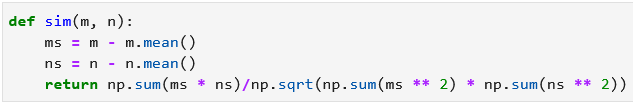 def sim(m, n):
    ms = m - m.mean()
    ns = n - n.mean()
    return np.sum(ms * ns)/np.sqrt(np.sum(ms ** 2) * np.sum(ns ** 2))